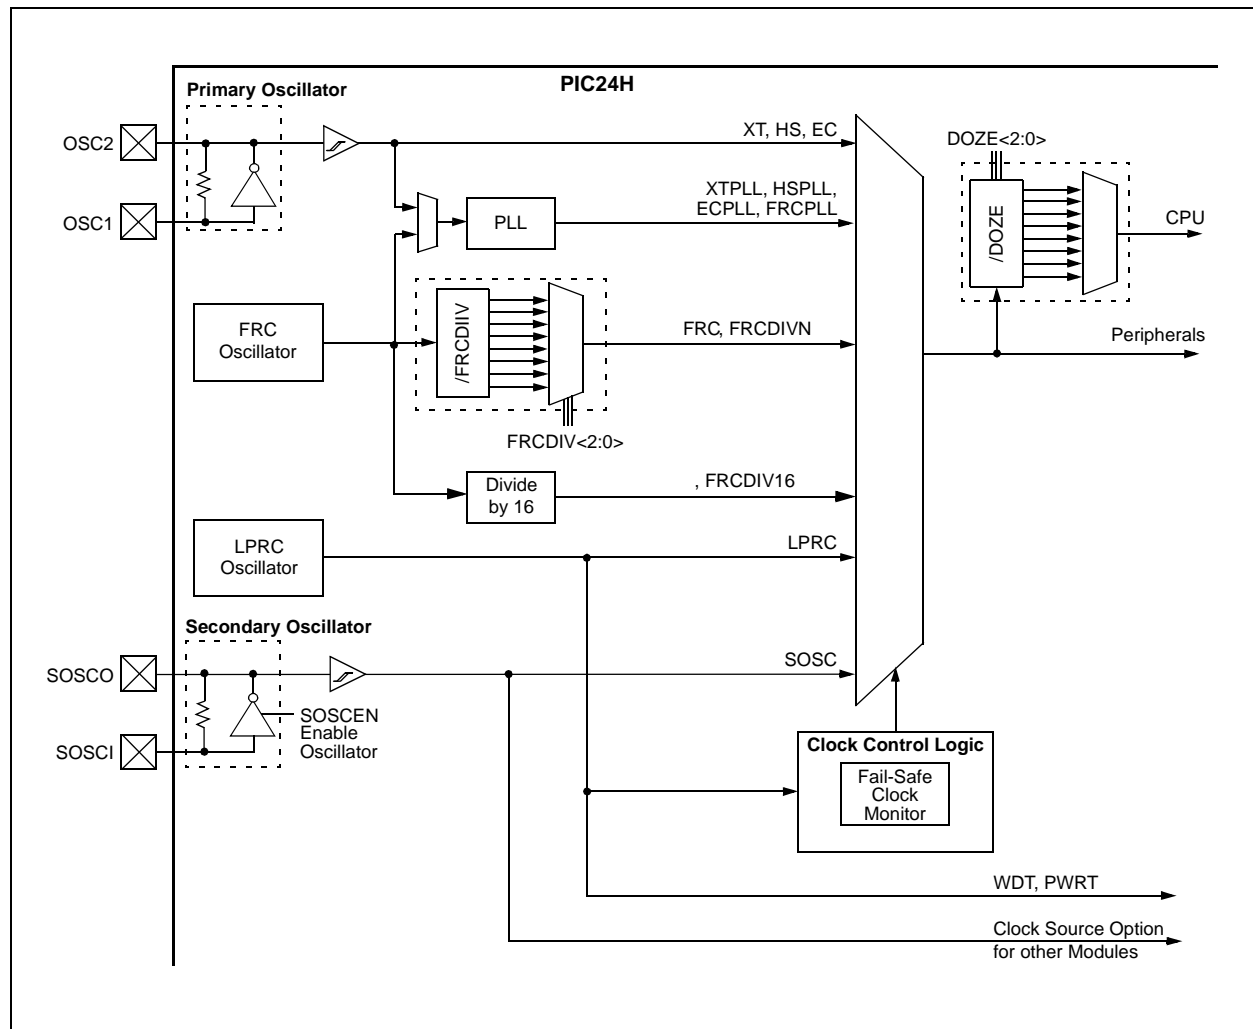 PIC24H
Primary Oscillator
OSC2
XT, HS, EC
DOZE<2:0>
XTPLL, HSPLL,
ECPLL, FRCPLL
OSC1
PLL
/DOZE
CPU
FRC
Oscillator
/FRCDIIV
FRC, FRCDIVN
Peripherals
FRCDIV<2:0>
Divide
by 16
, FRCDIV16
LPRC
Oscillator
LPRC
Secondary Oscillator
SOSCO
SOSC
SOSCEN
Enable
Oscillator
SOSCI
Clock Control Logic
Fail-Safe
Clock
Monitor
WDT, PWRT
Clock Source Option
for other Modules